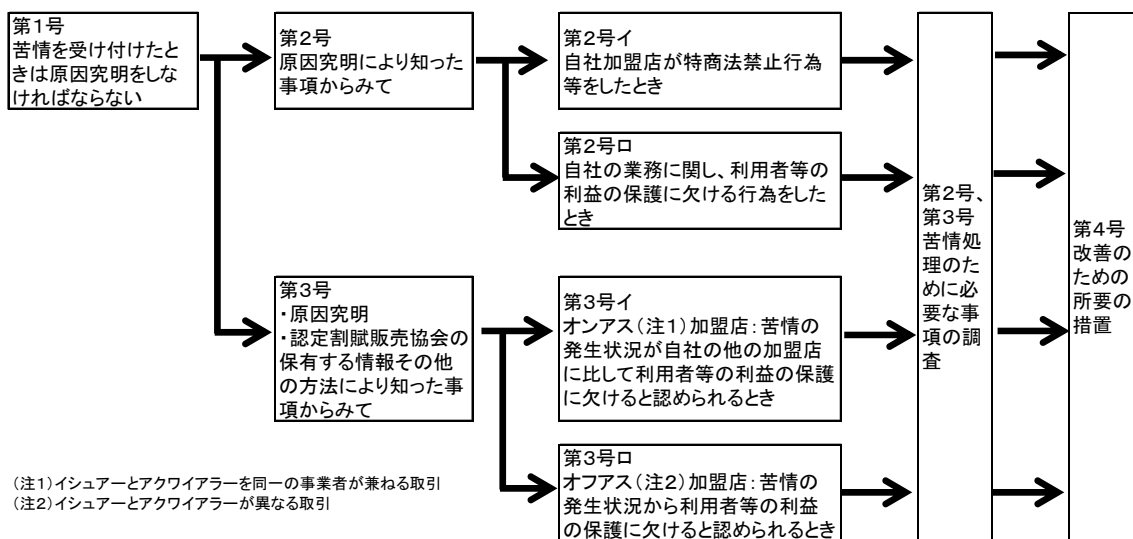 第1号
苦情を受け付けたと
きは原因究明をしな
ければならない
第2号
原因究明により知った
事項からみて
第2号イ
自社加盟店が特商法禁止行為
等をしたとき
第2号ロ
自社の業務に関し、利用者等の
利益の保護に欠ける行為をした
とき
第3号
・原因究明
・認定割賦販売協会の
保有する情報その他
の方法により知った事
項からみて
第3号イ
オンアス(注1)加盟店:苦情の
発生状況が自社の他の加盟店
に比して利用者等の利益の保護
に欠けると認められるとき
第3号ロ
オフアス(注2)加盟店:苦情の
発生状況から利用者等の利益
の保護に欠けると認められるとき
第2号、
第3号
苦情処
理のた
めに必
要な事
項の調
査
第4号
改善の
ための
所要の
措置
(注1)イシュアーとアクワイアラーを同一の事業者が兼ねる取引
(注2)イシュアーとアクワイアラーが異なる取引